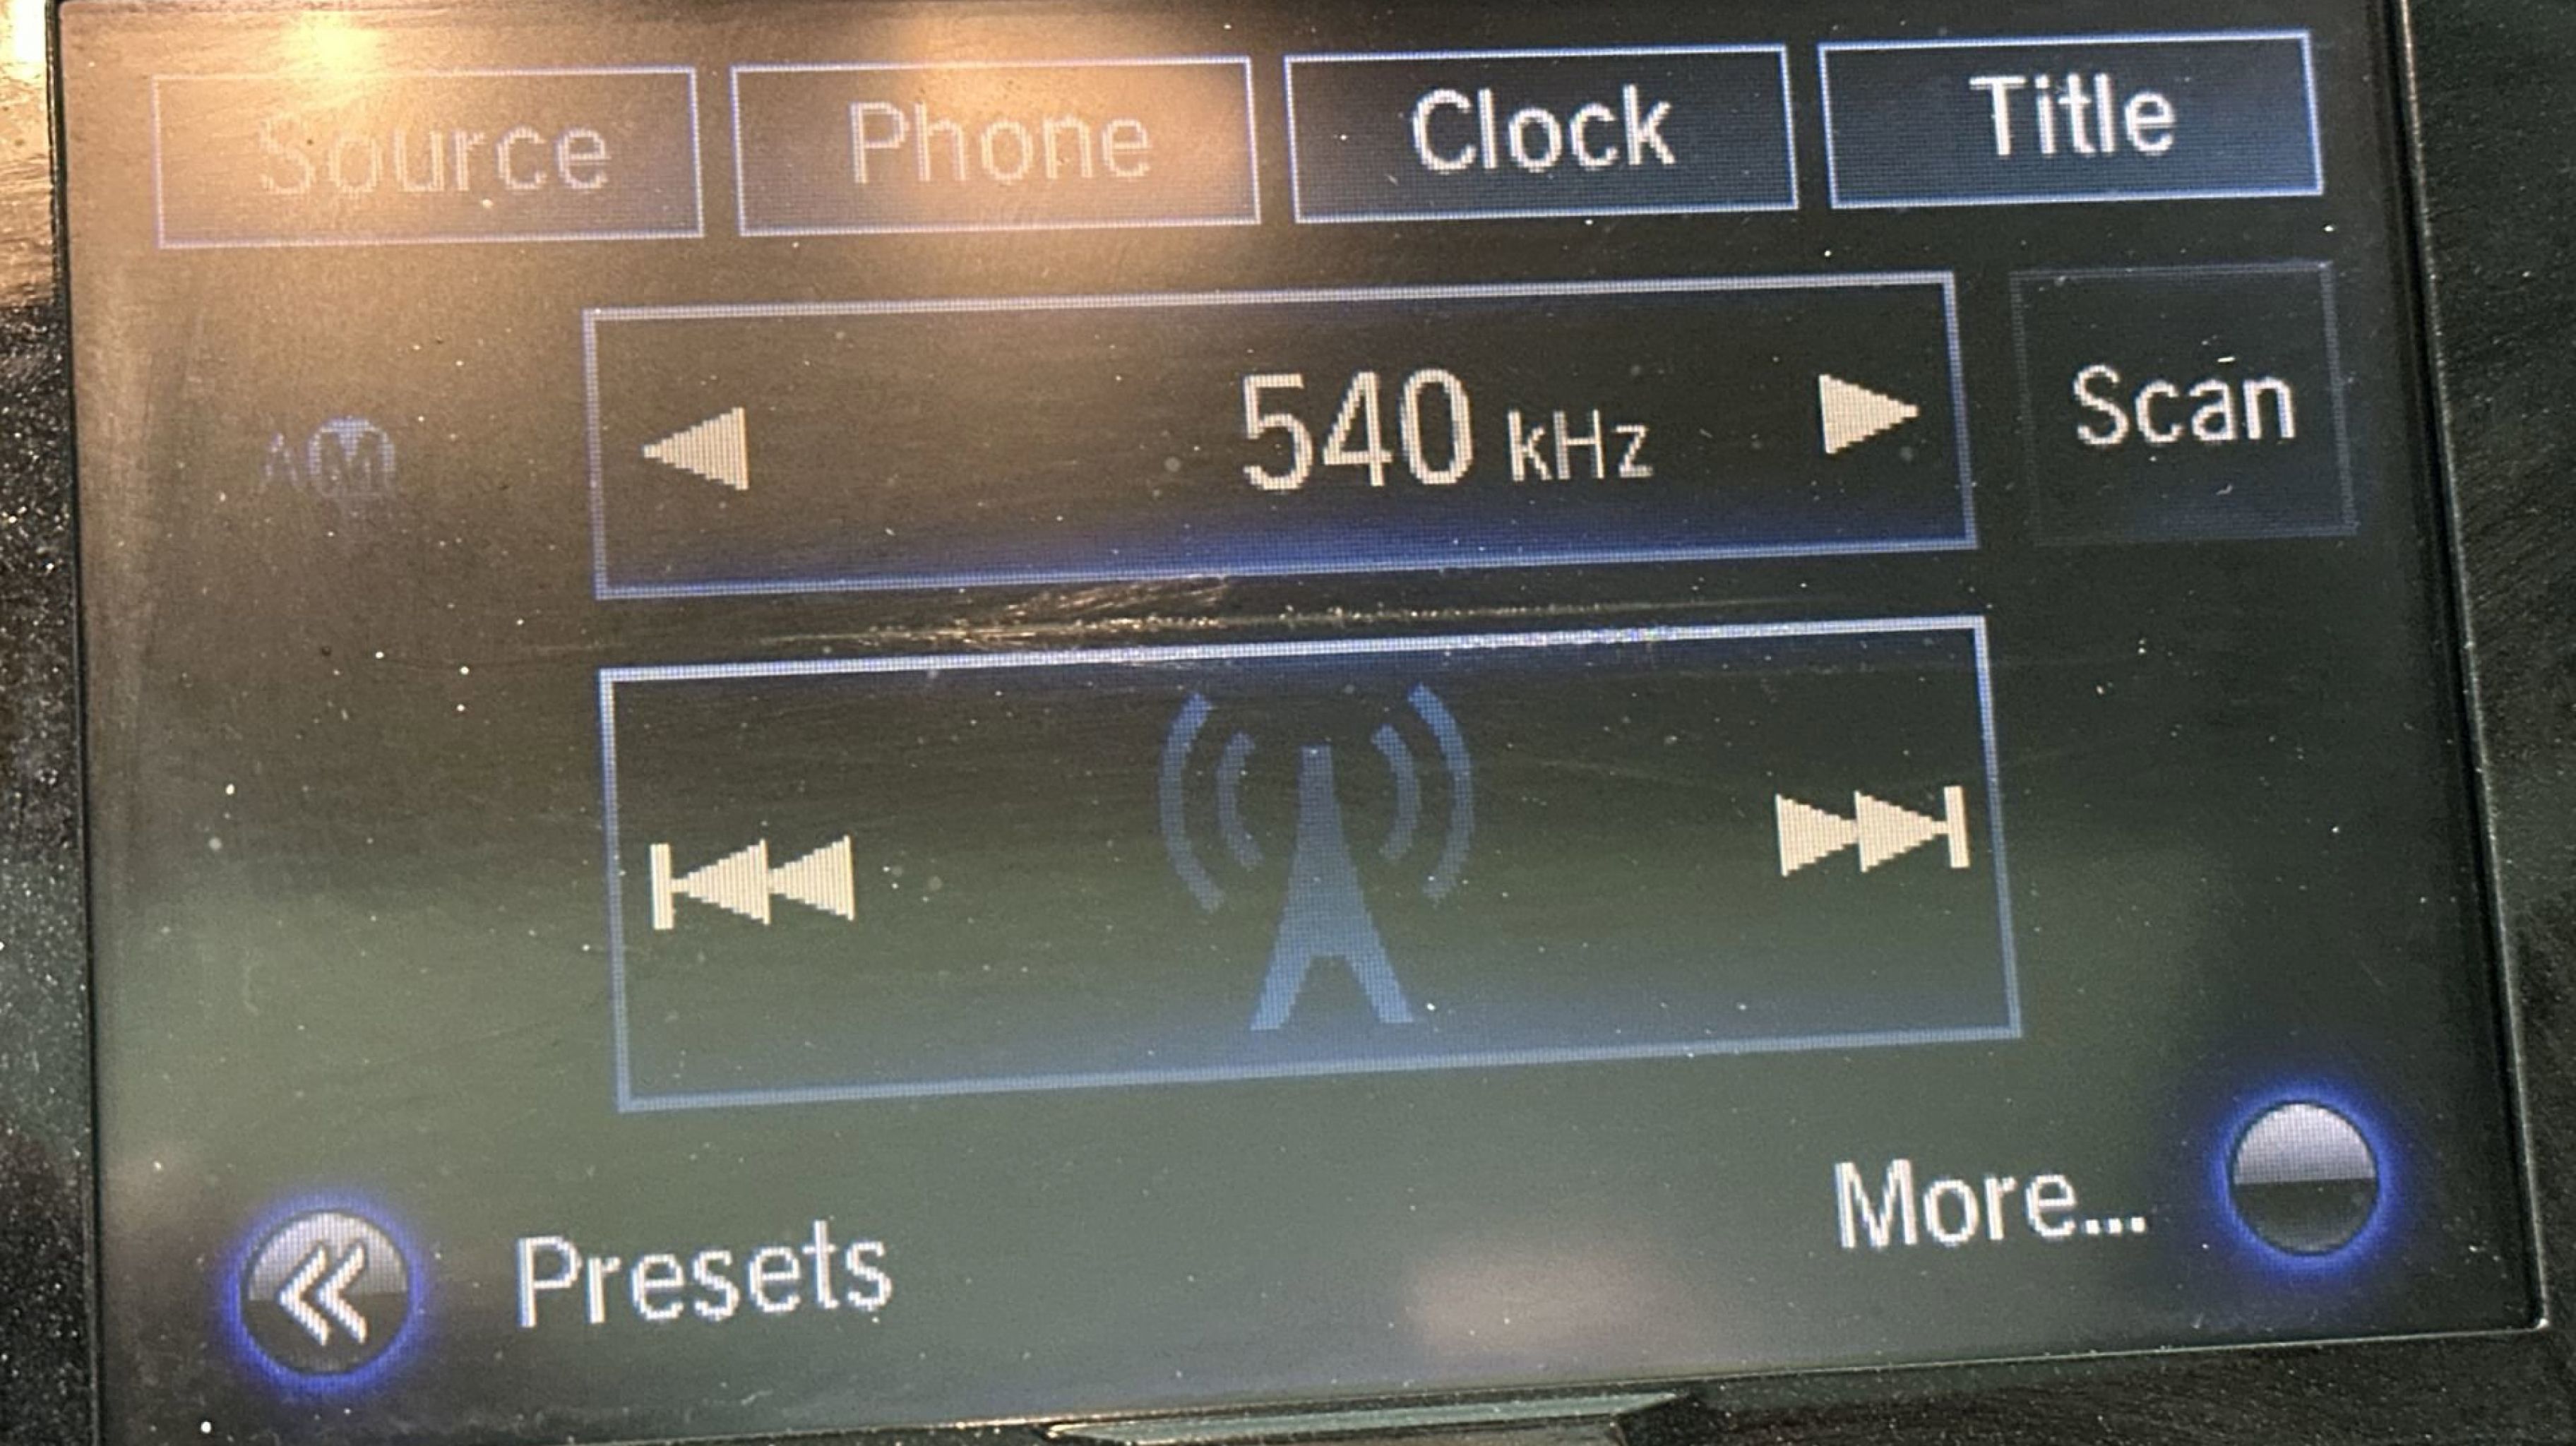 Source Phone Clock Title
AM 540 kHz Scan
More...
Presets